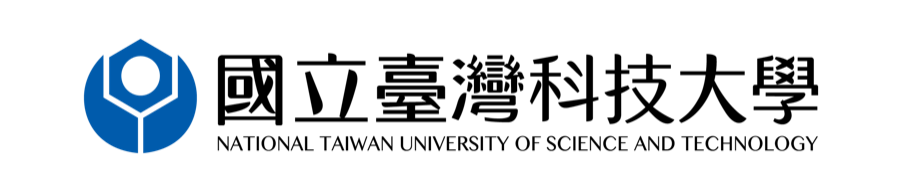 國立臺灣科技大學
NATIONAL TAIWAN UNIVERSITY OF SCIENCE AND TECHNOLOGY